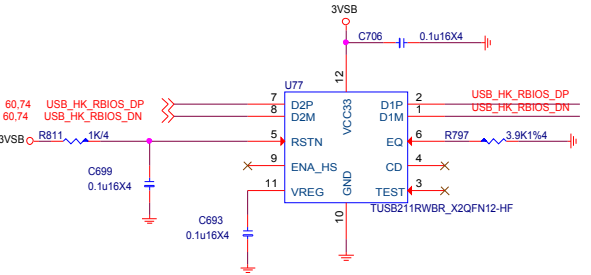 3VSB
C706 0.1u16X4
12
U77
60,74 USB_HK_RBIOS_DP 7 D2P VCC33 D1P 2 USB_HK_RBIOS_DP
60,74 USB_HK_RBIOS_DN 8 D2M D1M 1 USB_HK_RBIOS_DN
3VSB R811 1K/4 5 RSTN EQ 6 R797 3.9K1%4
9 ENA_HS CD 4
C699
0.1u16X4
11 VREG GND TEST 3
10 TUSB211RWBR_X2QFN12-HF
C693
0.1u16X4